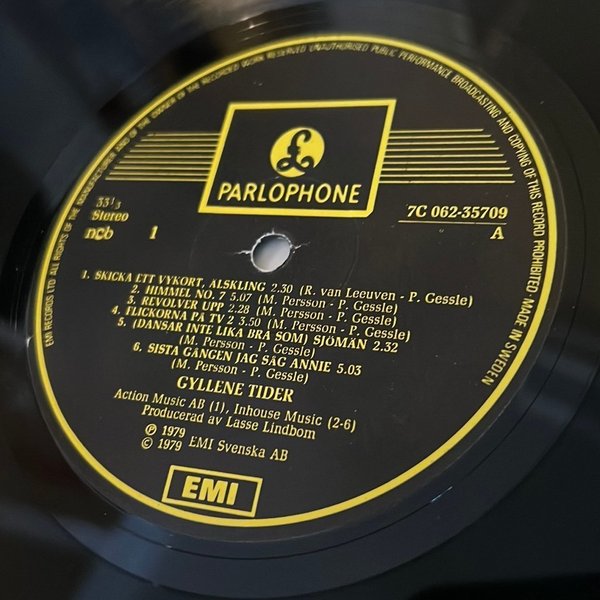 EMI RECORDS LTD ALL RIGHTS OF THE MANUFACTURER AND OF THE OWNER OF THE RECORDED WORK RESERVED UNAUTHORISED PUBLIC PERFORMANCE BROADCASTING AND COPYING OF THIS RECORD PROHIBITED MADE IN SWEDEN
£
PARLOPHONE
33 1/3
Stereo
ncb 1
7C 062-35709
A
1. SKICKA ETT VYKORT, ALSKLING 2.30 (R. van Leeuven - P. Gessle)
2. HIMMEL NO. 7 5.07 (M. Persson - P. Gessle)
3. REVOLVER UPP 2.28 (M. Persson - P. Gessle)
4. FLICKORNA PÅ TV 2 3.50 (M. Persson - P. Gessle)
5. (DANSAR INTE LIKA BRA SOM) SJÖMÄN 2.32
(M. Persson - P. Gessle)
6. SISTA GÅNGEN JAG SÅG ANNIE 5.03
(M. Persson - P. Gessle)
GYLLENE TIDER
Action Music AB (1), Inhouse Music (2-6)
Producerad av Lasse Lindbom
℗ 1979
© 1979 EMI Svenska AB
EMI